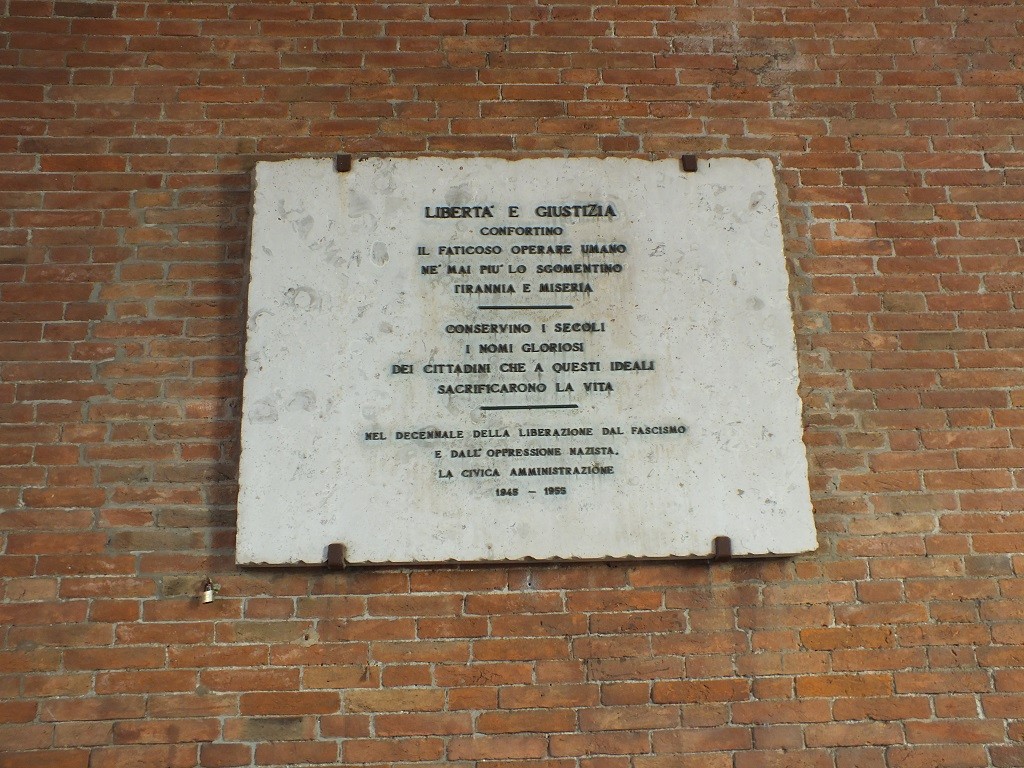 LIBERTA' E GIUSTIZIA
CONFORTINO
IL FATICOSO OPERARE UMANO
NE' MAI PIU' LO SGOMENTINO
TIRANNIA E MISERIA
CONSERVINO I SECOLI
I NOMI GLORIOSI
DEI CITTADINI CHE A QUESTI IDEALI
SACRIFICARONO LA VITA
NEL DECENNALE DELLA LIBERAZIONE DAL FASCISMO
E DALL' OPPRESSIONE NAZISTA.
LA CIVICA AMMINISTRAZIONE
1945 - 1955